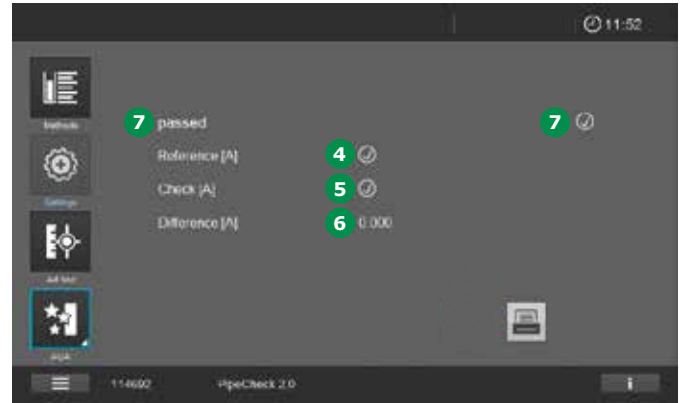 11:52
Methods
7 passed 7
Reference [A] 4
Settings
Check [A] 5
Difference [A] 6 0.000
AQA
114692 PipeCheck 2.0
i